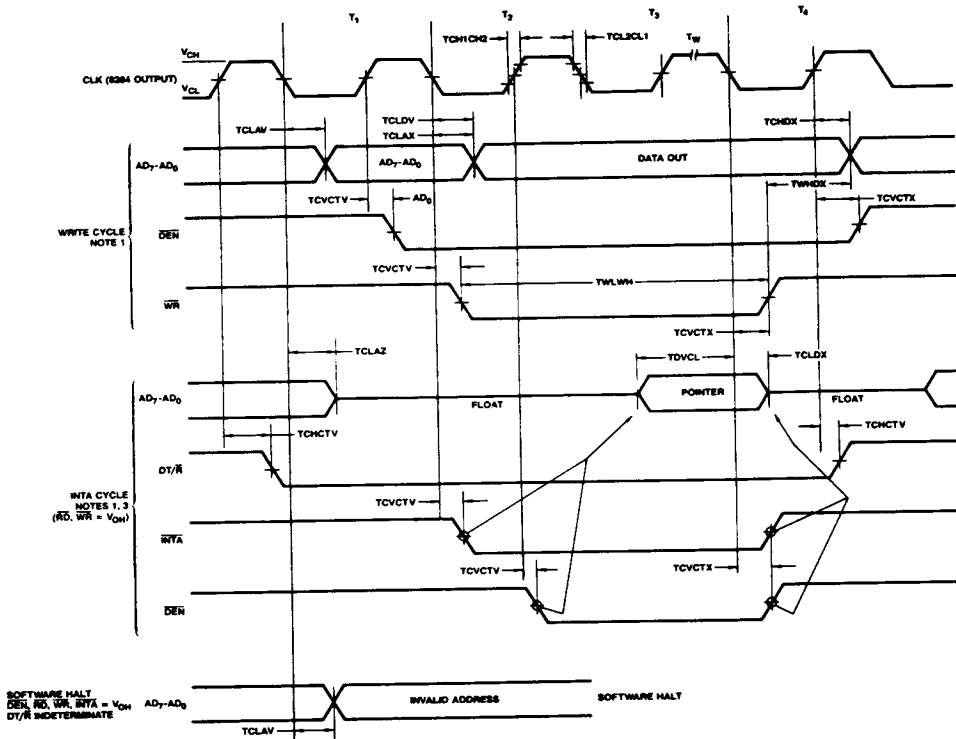 T1 T2 T3 T4
TCH1CH2 TCL2CL1 TW
VCH
CLK (8284 OUTPUT)
VCL
TCLAV TCLDV TCHDX
TCLAX
AD7-AD0 AD7-AD0 DATA OUT
TWHDX
TCVCTV AD0 TCVCTX
WRITE CYCLE
NOTE 1
DEN
TCVCTV TWLWH
WR
TCVCTX
TCLAZ TDVCL TCLDX
AD7-AD0 FLOAT POINTER FLOAT
TCHCTV TCHCTV
DT/R
INTA CYCLE
NOTES 1, 3
(RD, WR = VOH)
TCVCTV
INTA
TCVCTV TCVCTX
DEN
SOFTWARE HALT
DEN, RD, WR, INTA = VOH
DT/R INDETERMINATE
AD7-AD0 INVALID ADDRESS SOFTWARE HALT
TCLAV